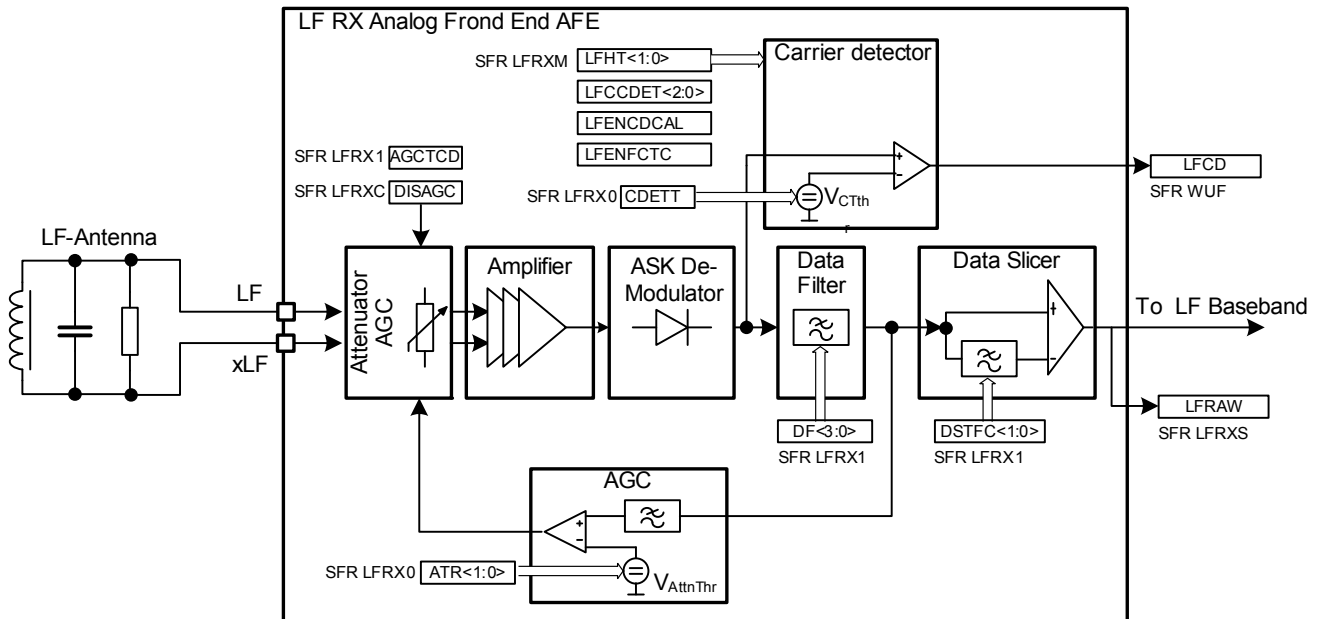 LF RX Analog Frond End AFE
SFR LFRXM
LFHT<1:0>
LFCCDET<2:0>
LFENCDCAL
LFENFCTC
Carrier detector
+
−
SFR LFRX0
CDETT
VCTth
r
LFCD
SFR WUF
SFR LFRX1
AGCTCD
SFR LFRXC
DISAGC
LF-Antenna
LF
xLF
Attenuator
AGC
Amplifier
ASK De-
Modulator
Data
Filter
Data Slicer
+
−
To LF Baseband
DF<3:0>
SFR LFRX1
DSTFC<1:0>
SFR LFRX1
LFRAW
SFR LFRXS
AGC
+
−
SFR LFRX0
ATR<1:0>
VAttnThr